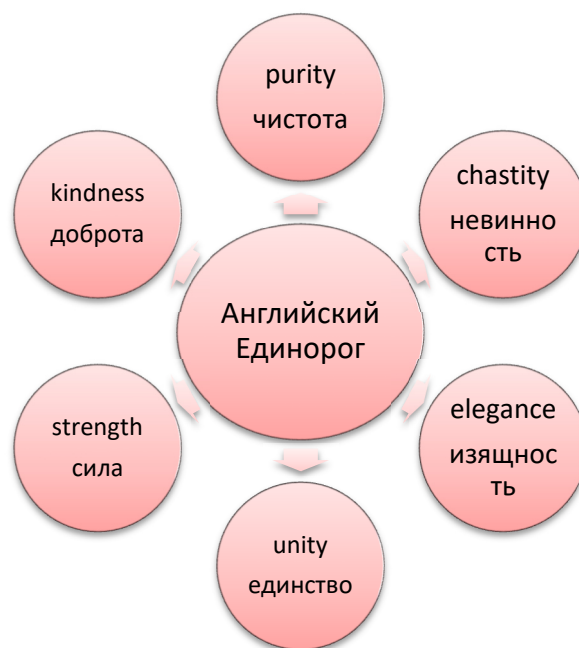 purity
чистота
chastity
невинно
сть
elegance
изящнос
ть
unity
единство
strength
сила
kindness
доброта
Английский
Единорог